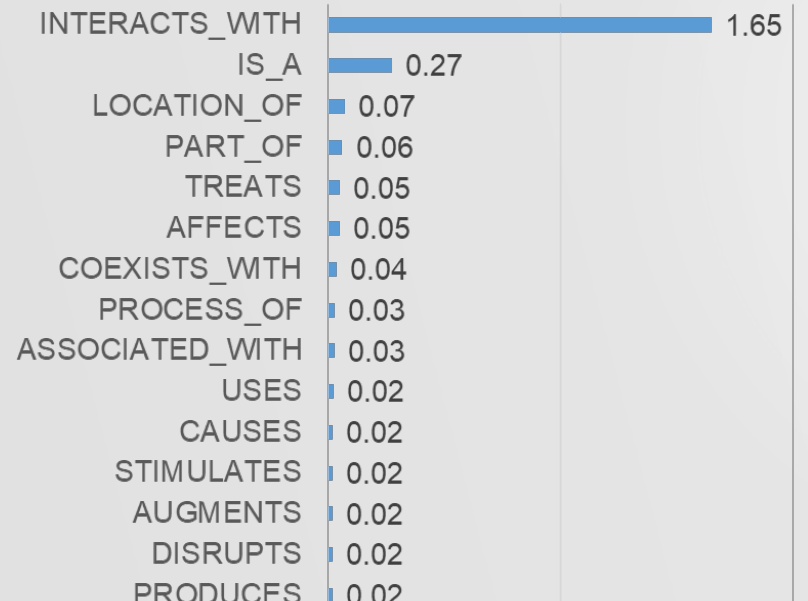 INTERACTS_WITH 1.65
IS_A 0.27
LOCATION_OF 0.07
PART_OF 0.06
TREATS 0.05
AFFECTS 0.05
COEXISTS_WITH 0.04
PROCESS_OF 0.03
ASSOCIATED_WITH 0.03
USES 0.02
CAUSES 0.02
STIMULATES 0.02
AUGMENTS 0.02
DISRUPTS 0.02
PRODUCES 0.02